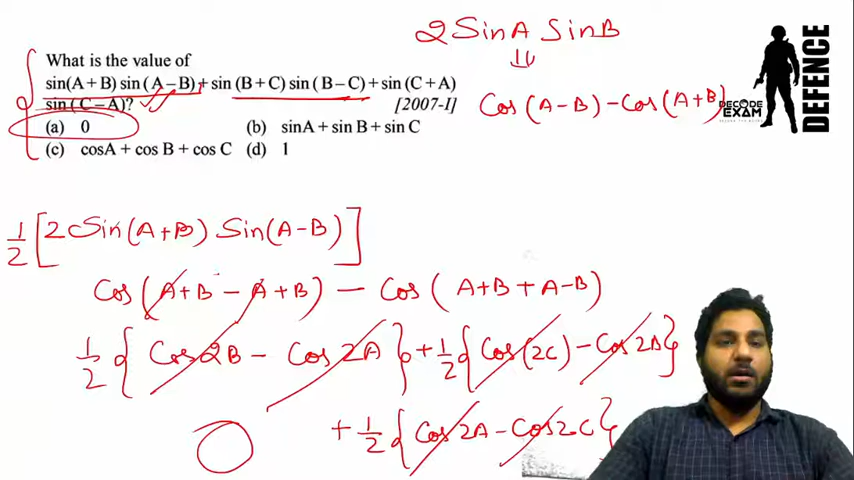 What is the value of
sin(A+B) sin(A−B)+sin (B+C) sin(B−C)+sin(C+A)
sin(C−A)?
[2007-I]
(a) 0
(b) sinA + sin B + sin C
(c) cosA + cos B + cos C
(d) 1
2SinA SinB
⇓
Cos(A−B)−Cos(A+B)
DECODE
EXAM
DEFENCE
1/2[2Sin(A+B) Sin(A−B)]
Cos(A+B−A+B) − Cos(A+B+A−B)
1/2{Cos2B − Cos2A}+1/2{Cos(2C)−Cos2B}
+1/2{Cos2A−Cos2C}
0